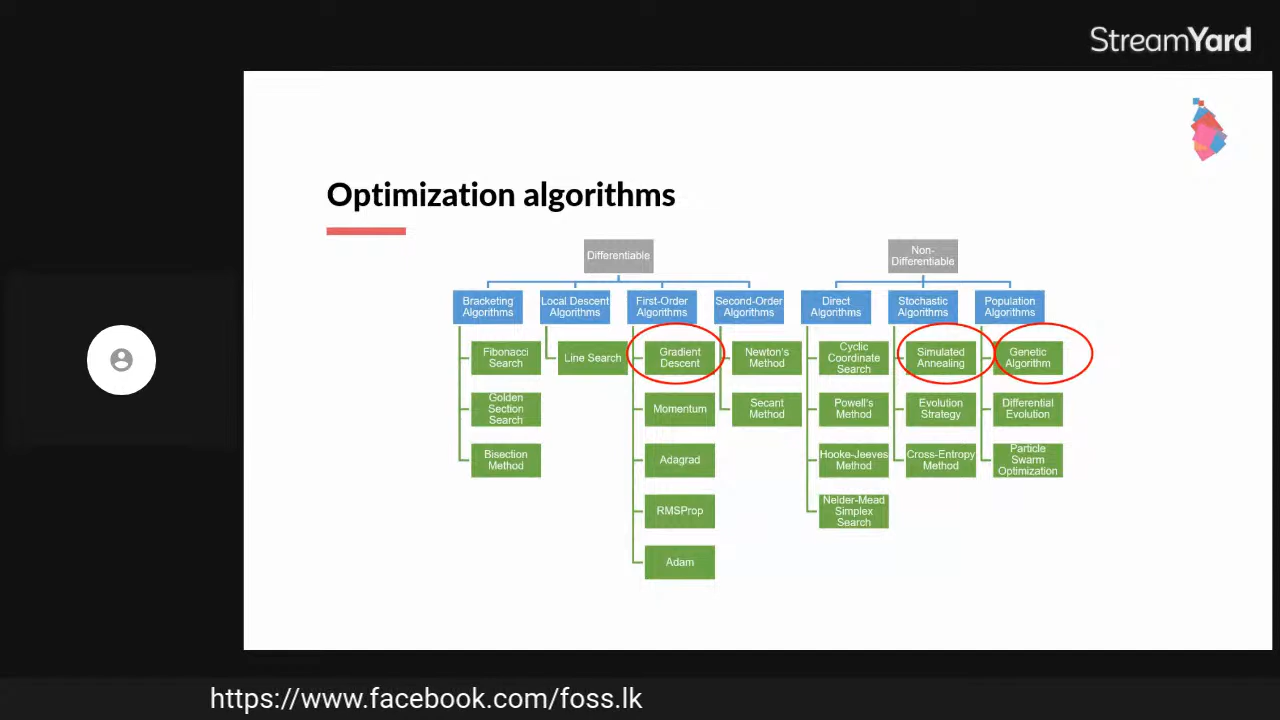 StreamYard
Optimization algorithms
Differentiable
Non-
Differentiable
Bracketing
Algorithms
Local Descent
Algorithms
First-Order
Algorithms
Second-Order
Algorithms
Direct
Algorithms
Stochastic
Algorithms
Population
Algorithms
Fibonacci
Search
Line Search
Gradient
Descent
Newton's
Method
Cyclic
Coordinate
Search
Simulated
Annealing
Genetic
Algorithm
Golden
Section
Search
Momentum
Secant
Method
Powell's
Method
Evolution
Strategy
Differential
Evolution
Bisection
Method
Adagrad
Hooke-Jeeves
Method
Cross-Entropy
Method
Particle
Swarm
Optimization
RMSProp
Nelder-Mead
Simplex
Search
Adam
https://www.facebook.com/foss.lk